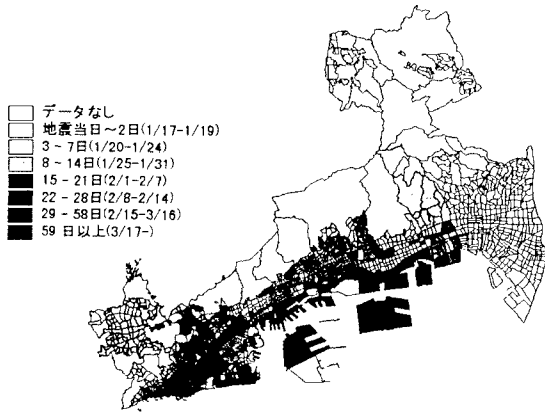 データなし
地震当日～2日(1/17-1/19)
3～7日(1/20-1/24)
8～14日(1/25-1/31)
15-21日(2/1-2/7)
22-28日(2/8-2/14)
29-58日(2/15-3/16)
59日以上(3/17-)